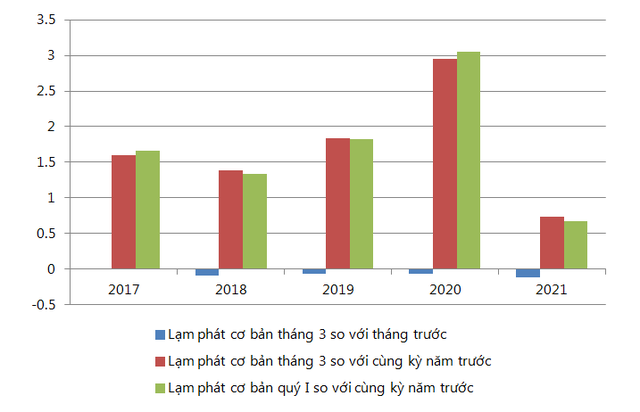 3.5
3
2.5
2
1.5
1
0.5
0
-0.5
2017 2018 2019 2020 2021
Lạm phát cơ bản tháng 3 so với tháng trước
Lạm phát cơ bản tháng 3 so với cùng kỳ năm trước
Lạm phát cơ bản quý I so với cùng kỳ năm trước